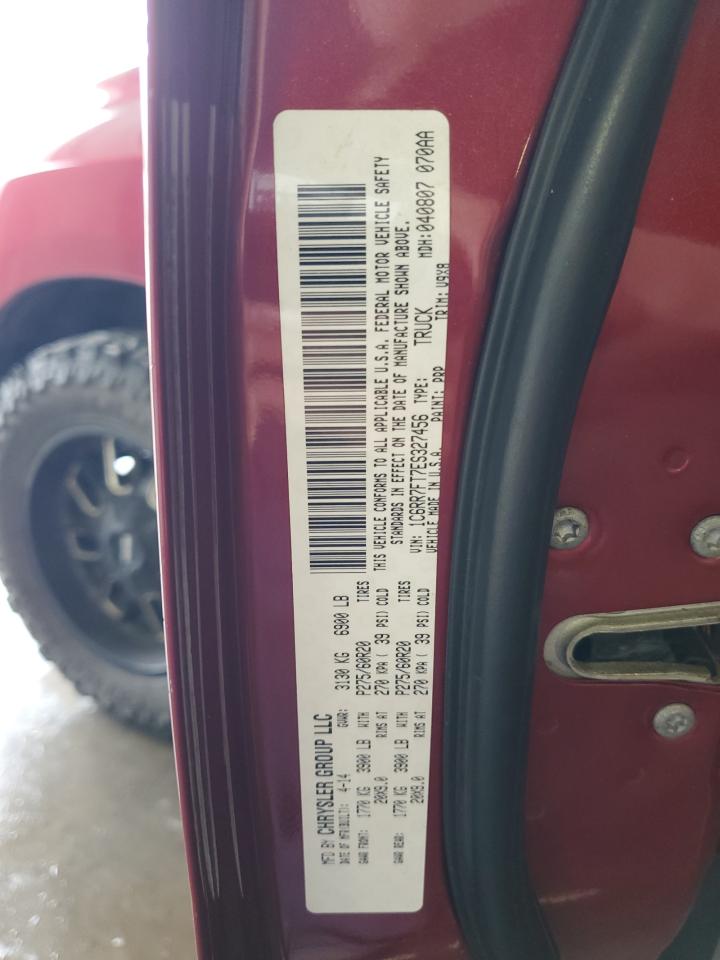 MFD BY CHRYSLER GROUP LLC
DATE OF MFR(BUILT): 4-14 GVWR: 3130 KG 6900 LB
GAWR FRONT: 1770 KG 3900 LB WITH P275/60R20 TIRES
20X9.0 RIMS AT 270 KPA ( 39 PSI) COLD
GAWR REAR: 1770 KG 3900 LB WITH P275/60R20 TIRES
20X9.0 RIMS AT 270 KPA ( 39 PSI) COLD
THIS VEHICLE CONFORMS TO ALL APPLICABLE U.S.A. FEDERAL MOTOR VEHICLE SAFETY
STANDARDS IN EFFECT ON THE DATE OF MANUFACTURE SHOWN ABOVE.
VIN: 1C6RR7FT7ES327456 TYPE: TRUCK MDH:040807 070AA
VEHICLE MADE IN U.S.A. PAINT: PRP TRIM: V9X8